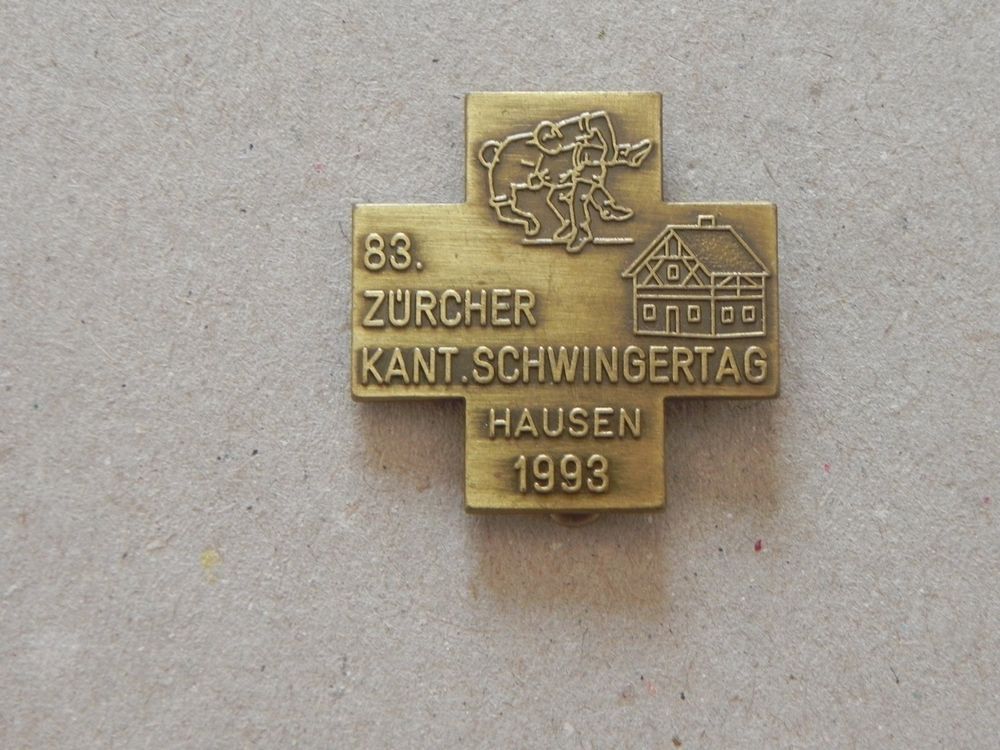 83.
ZÜRCHER
KANT.SCHWINGERTAG
HAUSEN
1993